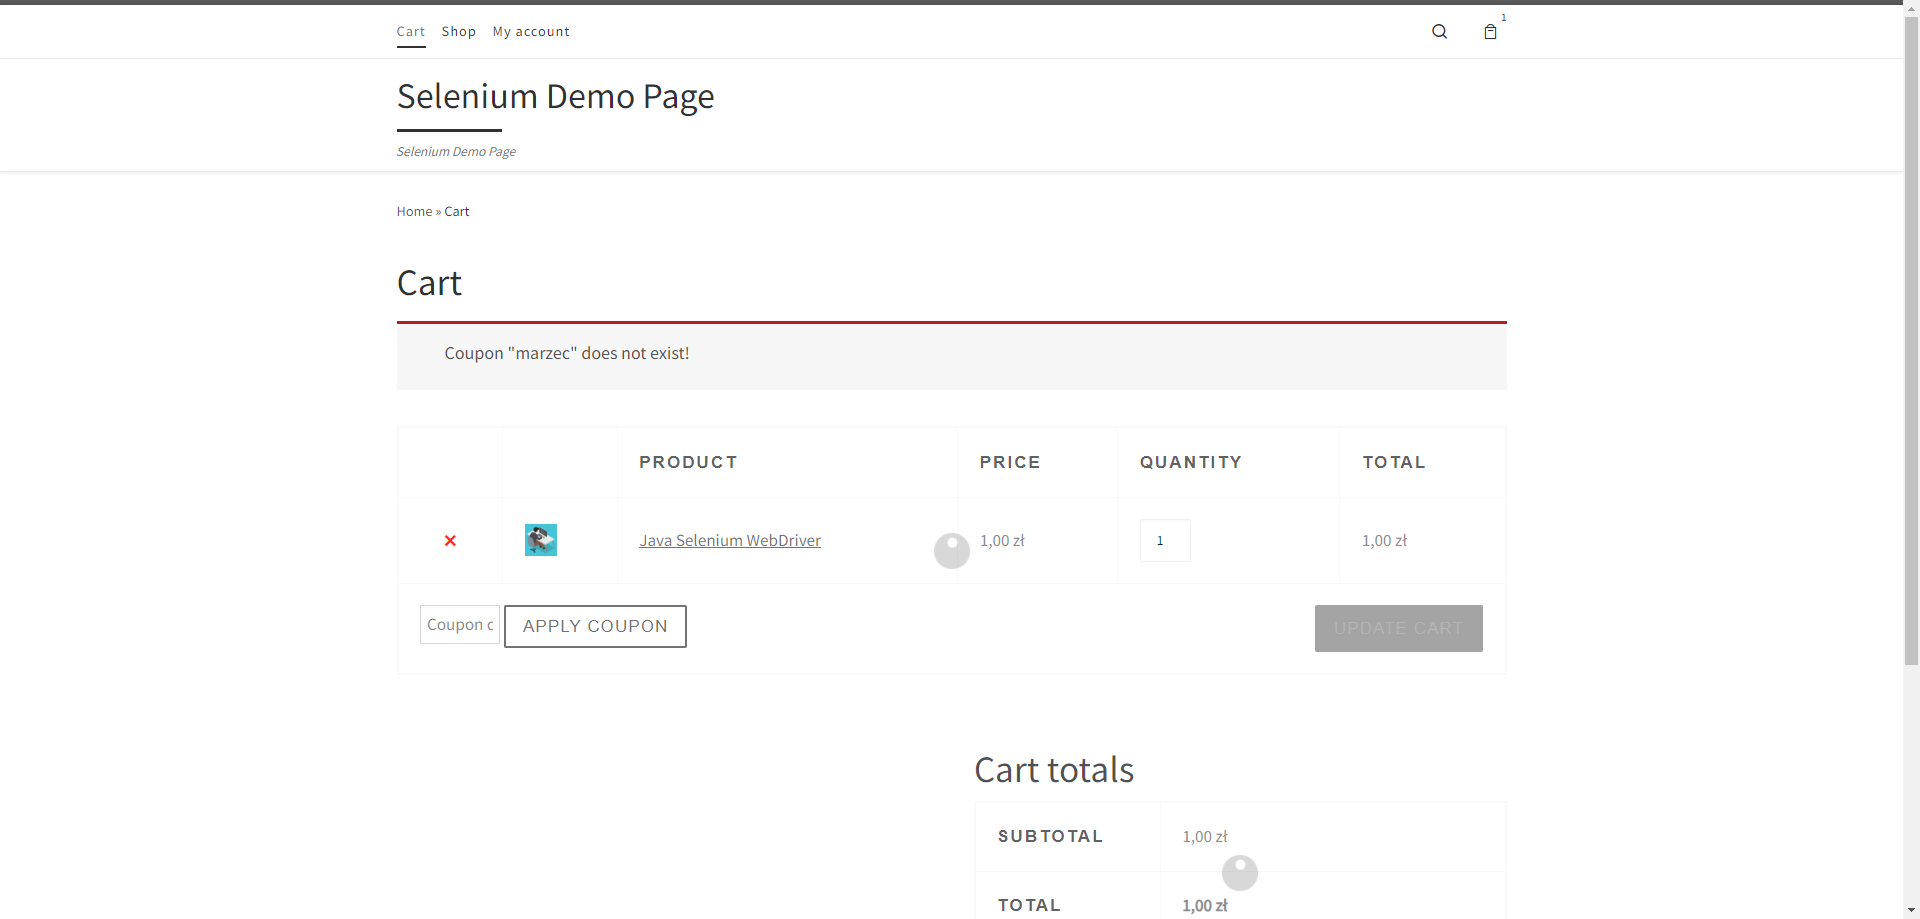 Cart Shop My account 1
Selenium Demo Page
Selenium Demo Page
Home » Cart
Cart
Coupon "marzec" does not exist!
PRODUCT PRICE QUANTITY TOTAL
× Java Selenium WebDriver 1,00 zł 1 1,00 zł
Coupon c APPLY COUPON UPDATE CART
Cart totals
SUBTOTAL 1,00 zł
TOTAL 1,00 zł